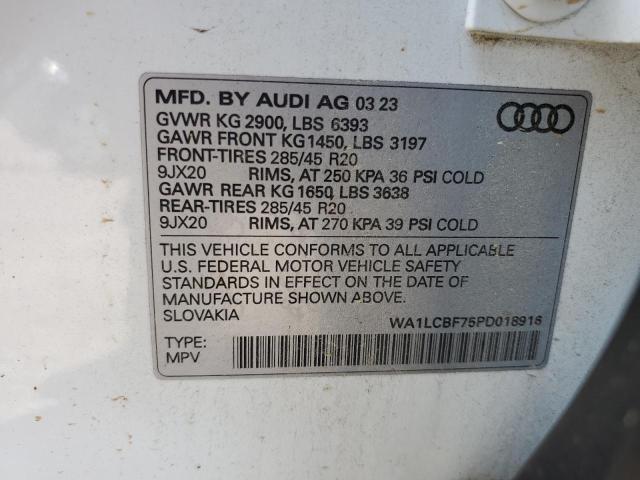 MFD. BY AUDI AG 03 23
GVWR KG 2900, LBS 6393
GAWR FRONT KG 1450, LBS 3197
FRONT-TIRES 285/45 R20
9JX20 RIMS, AT 250 KPA 36 PSI COLD
GAWR REAR KG 1650, LBS 3638
REAR-TIRES 285/45 R20
9JX20 RIMS, AT 270 KPA 39 PSI COLD
THIS VEHICLE CONFORMS TO ALL APPLICABLE
U.S. FEDERAL MOTOR VEHICLE SAFETY
STANDARDS IN EFFECT ON THE DATE OF
MANUFACTURE SHOWN ABOVE.
SLOVAKIA
WA1LCBF75PD018916
TYPE:
MPV